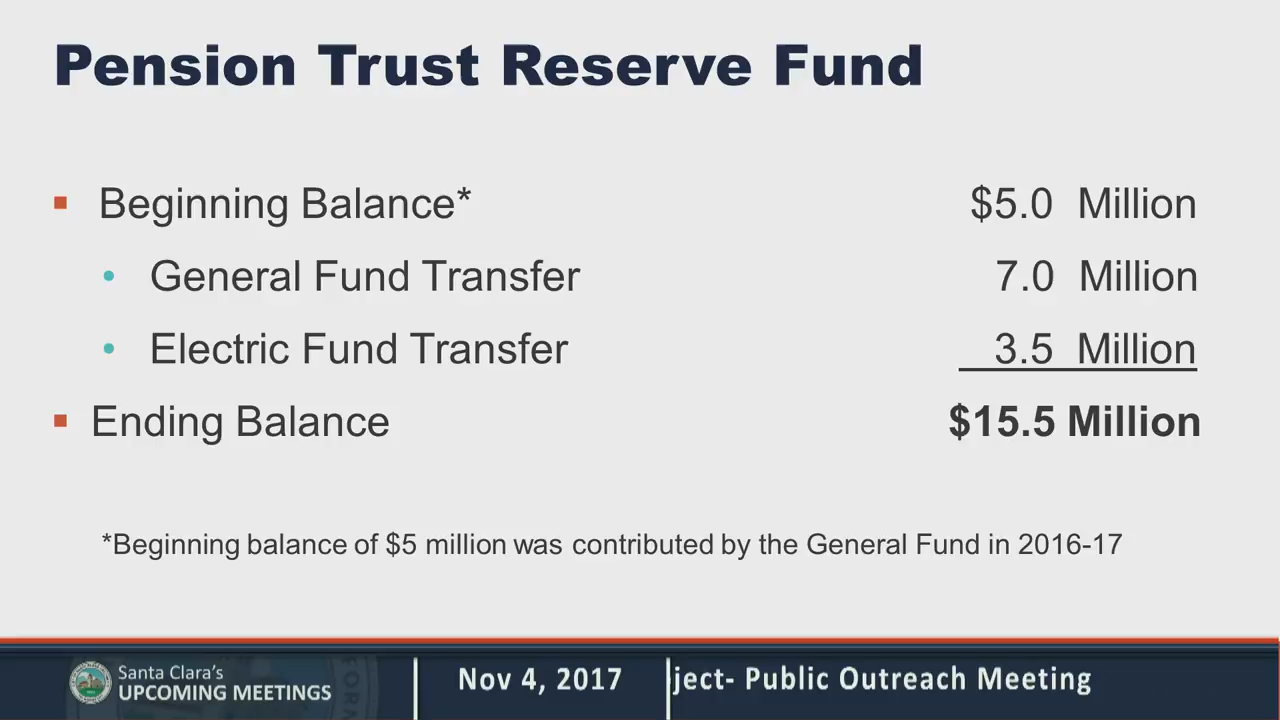 Pension Trust Reserve Fund
Beginning Balance* $5.0 Million
General Fund Transfer 7.0 Million
Electric Fund Transfer 3.5 Million
Ending Balance $15.5 Million
*Beginning balance of $5 million was contributed by the General Fund in 2016-17
Santa Clara's
UPCOMING MEETINGS
Nov 4, 2017
ject- Public Outreach Meeting